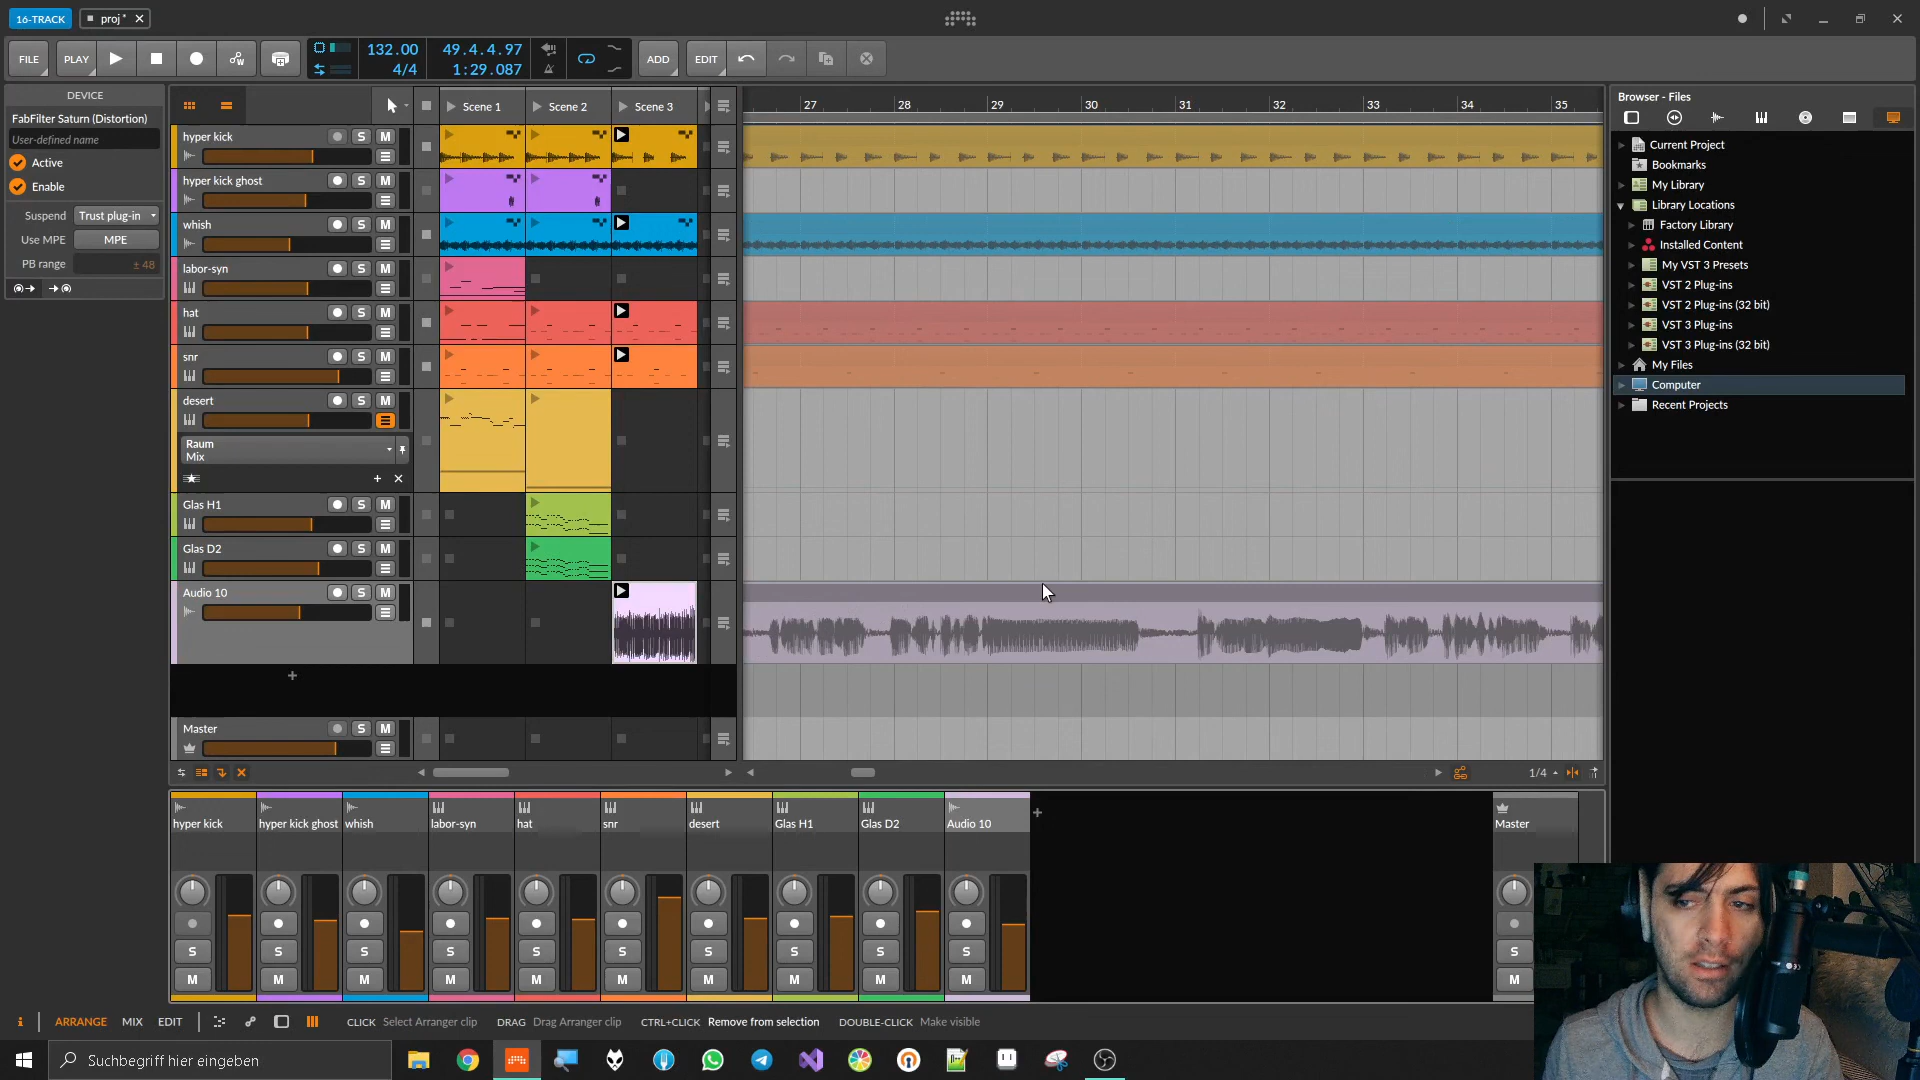 16-TRACK
proj*
FILE
PLAY
132.00
4/4
49.4.4.97
1:29.087
ADD
EDIT
DEVICE
FabFilter Saturn (Distortion)
User-defined name
Active
Enable
Suspend Trust plug-in
Use MPE MPE
PB range ± 48
Scene 1
Scene 2
Scene 3
27 28 29 30 31 32 33 34 35
hyper kick S M
hyper kick ghost S M
whish S M
labor-syn S M
hat S M
snr S M
desert S M
Raum
Mix
Glas H1 S M
Glas D2 S M
Audio 10 S M
Master S M
1/4
Browser - Files
Current Project
Bookmarks
My Library
Library Locations
Factory Library
Installed Content
My VST 3 Presets
VST 2 Plug-ins
VST 2 Plug-ins (32 bit)
VST 3 Plug-ins
VST 3 Plug-ins (32 bit)
My Files
Computer
Recent Projects
hyper kick
hyper kick ghost
whish
labor-syn
hat
snr
desert
Glas H1
Glas D2
Audio 10
Master
S S S S S S S S S S S
M M M M M M M M M M M
ARRANGE
MIX
EDIT
CLICK Select Arranger clip
DRAG Drag Arranger clip
CTRL+CLICK Remove from selection
DOUBLE-CLICK Make visible
Suchbegriff hier eingeben